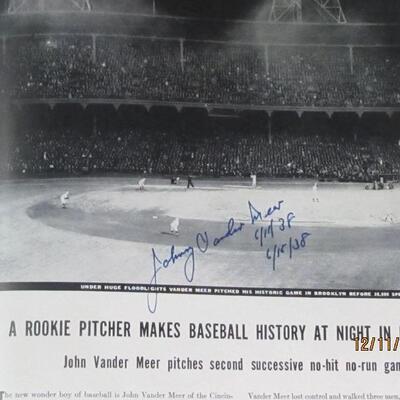 Johnny Vander Meer
6/11/38
6/15/38
UNDER HUGE FLOODLIGHTS VANDER MEER PITCHED HIS HISTORIC GAME IN BROOKLYN BEFORE
A ROOKIE PITCHER MAKES BASEBALL HISTORY AT NIGHT IN
12/11/
John Vander Meer pitches second successive no-hit no-run gam
The new wonder boy of baseball is John Vander Meer of the Cincin-
Vander Meer lost control and walked three men,